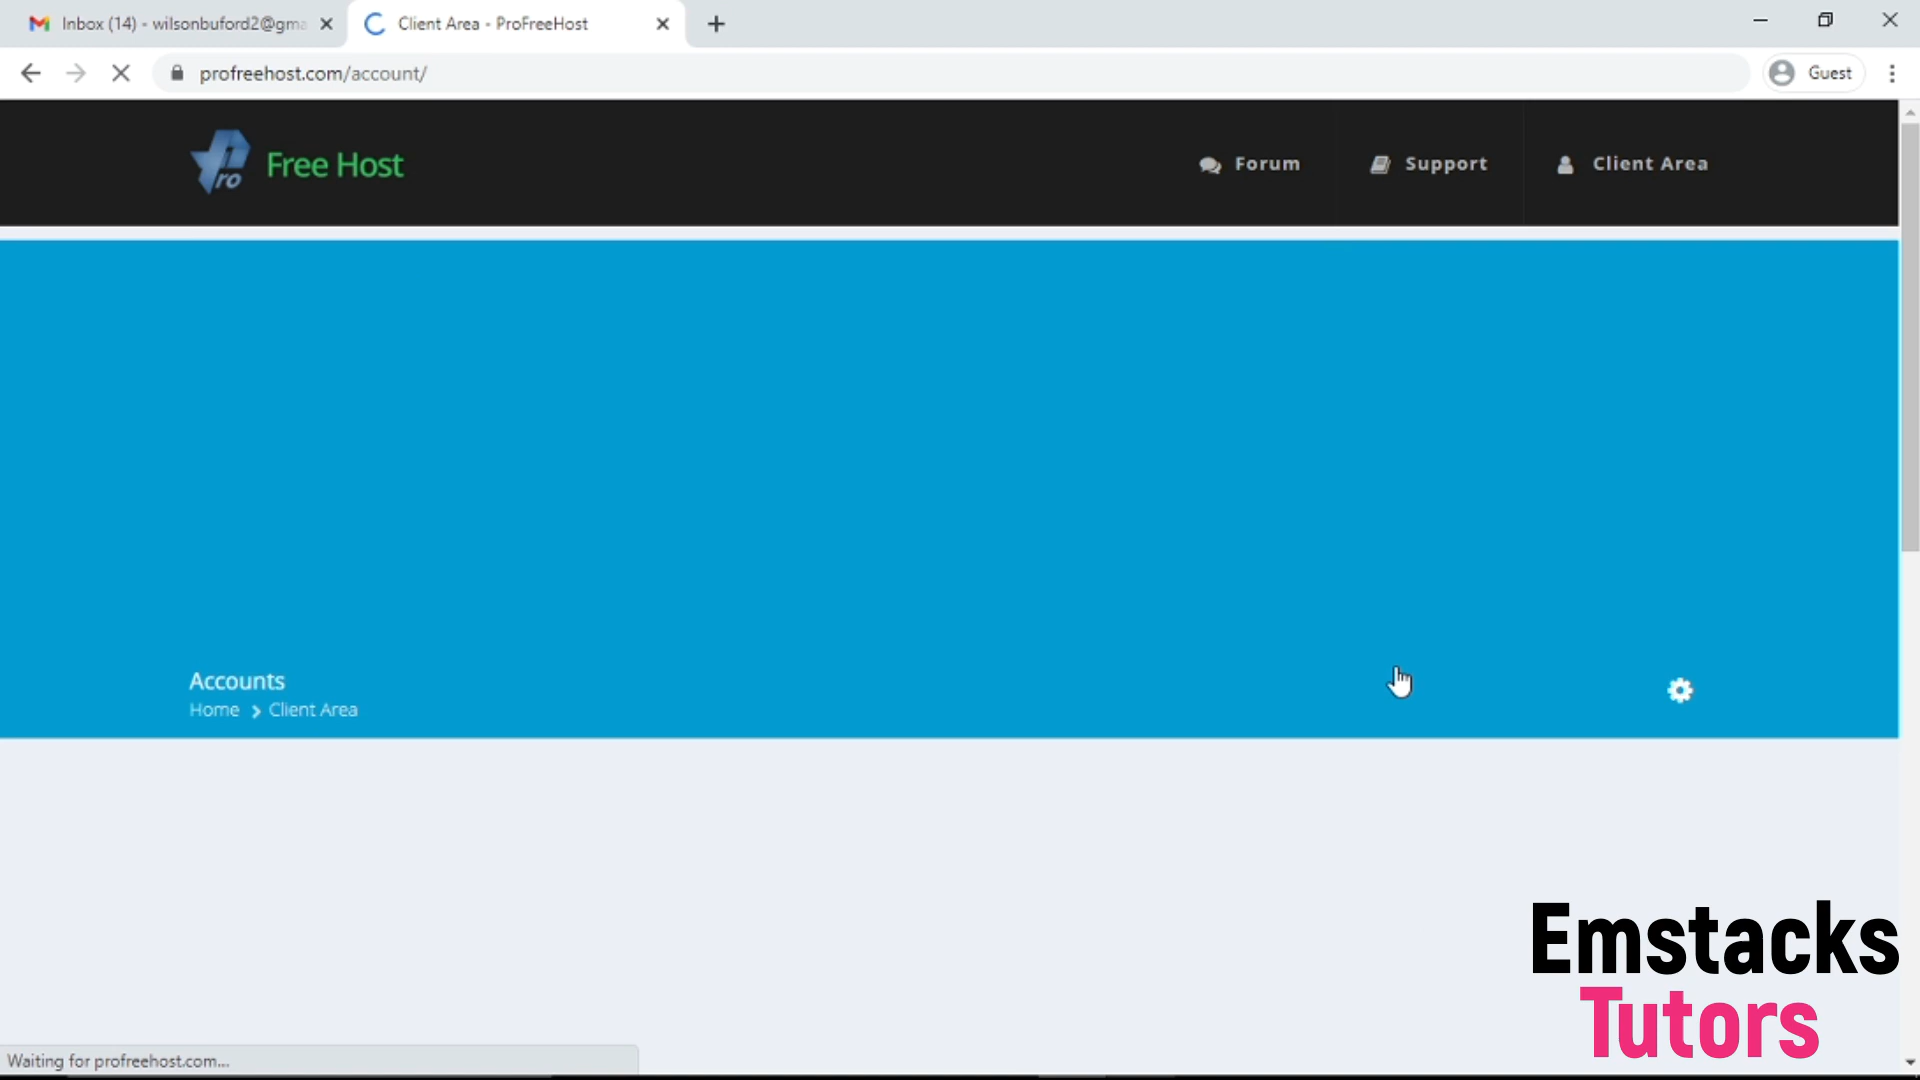 Inbox (14) - wilsonbuford2@gma
Client Area - ProFreeHost
profreehost.com/account/
Guest
ro Free Host
Forum
Support
Client Area
Accounts
Home > Client Area
Emstacks
Tutors
Waiting for profreehost.com...